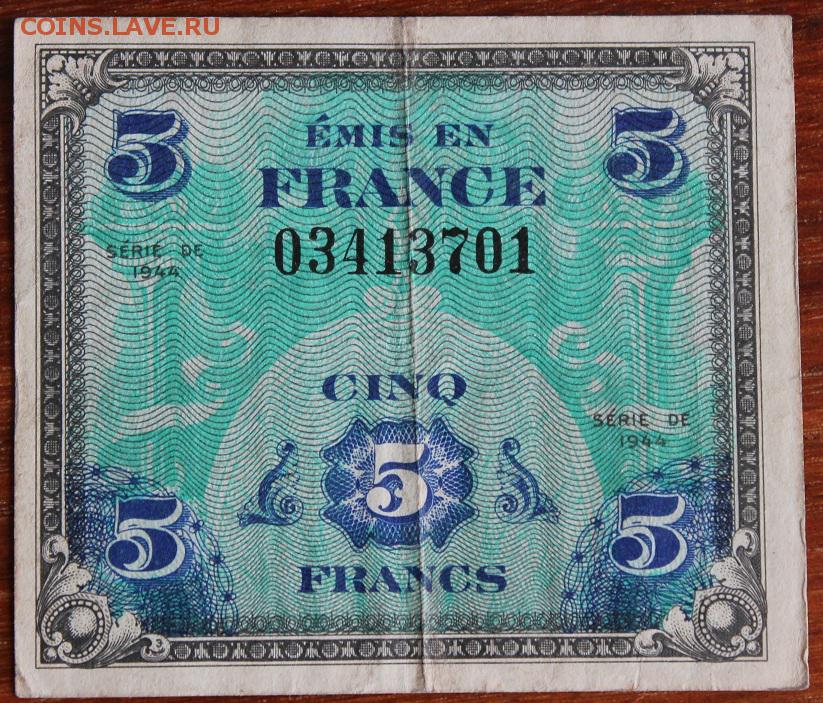 COINS.LAVE.RU
5 5
ÉMIS EN
FRANCE
03413701
SÉRIE DE
1944
CINQ
SÉRIE DE
1944
5
5 5
FRANCS